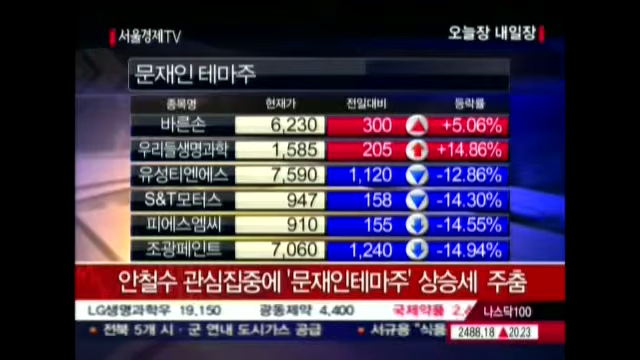 서울경제TV
오늘장 내일장
문재인 테마주
종목명 현재가 전일대비 등락률
바른손 6,230 300 +5.06%
우리들생명과학 1,585 205 +14.86%
유성티엔에스 7,590 1,120 -12.86%
S&T모터스 947 158 -14.30%
피에스엠씨 910 155 -14.55%
조광페인트 7,060 1,240 -14.94%
안철수 관심집중에 '문재인테마주' 상승세 주춤
LG생명과학우 19,150 광동제약 4,400 국제약품 나스닥100
전북 5개 시·군 연내 도시가스 공급 서규용 "식품 2488.18 ▲20.23